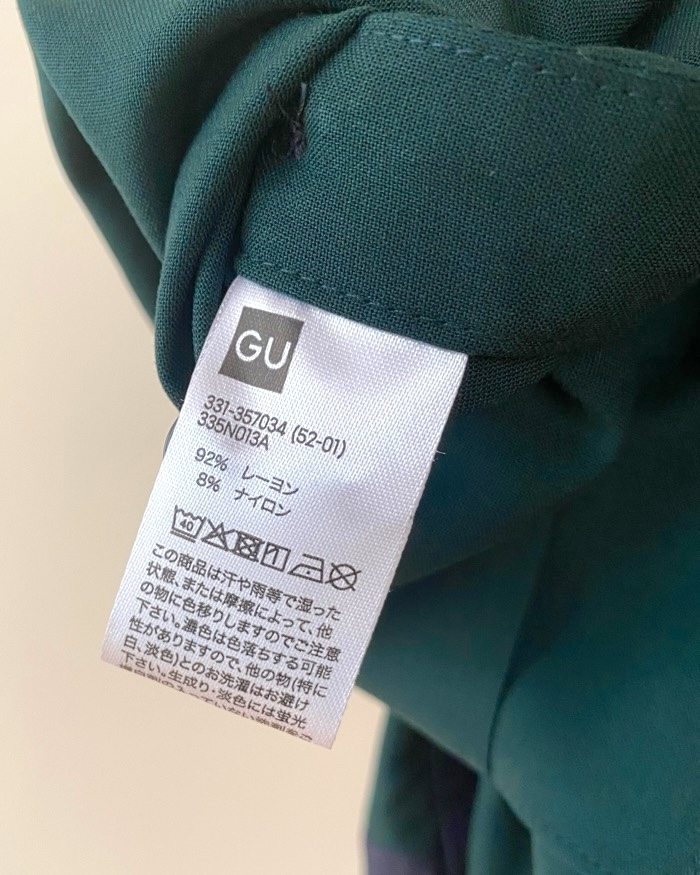 GU
331-357034 (52-01)
335N013A
92% レーヨン
8% ナイロン
40
この商品は汗や雨等で湿った
状態、または摩擦によって、他
の物に色移りしますのでご注意
下さい。濃色は色落ちする可能
性がありますので、他の物(特に
白、淡色)とのお洗濯はお避け
下さい。生成り・淡色には蛍光